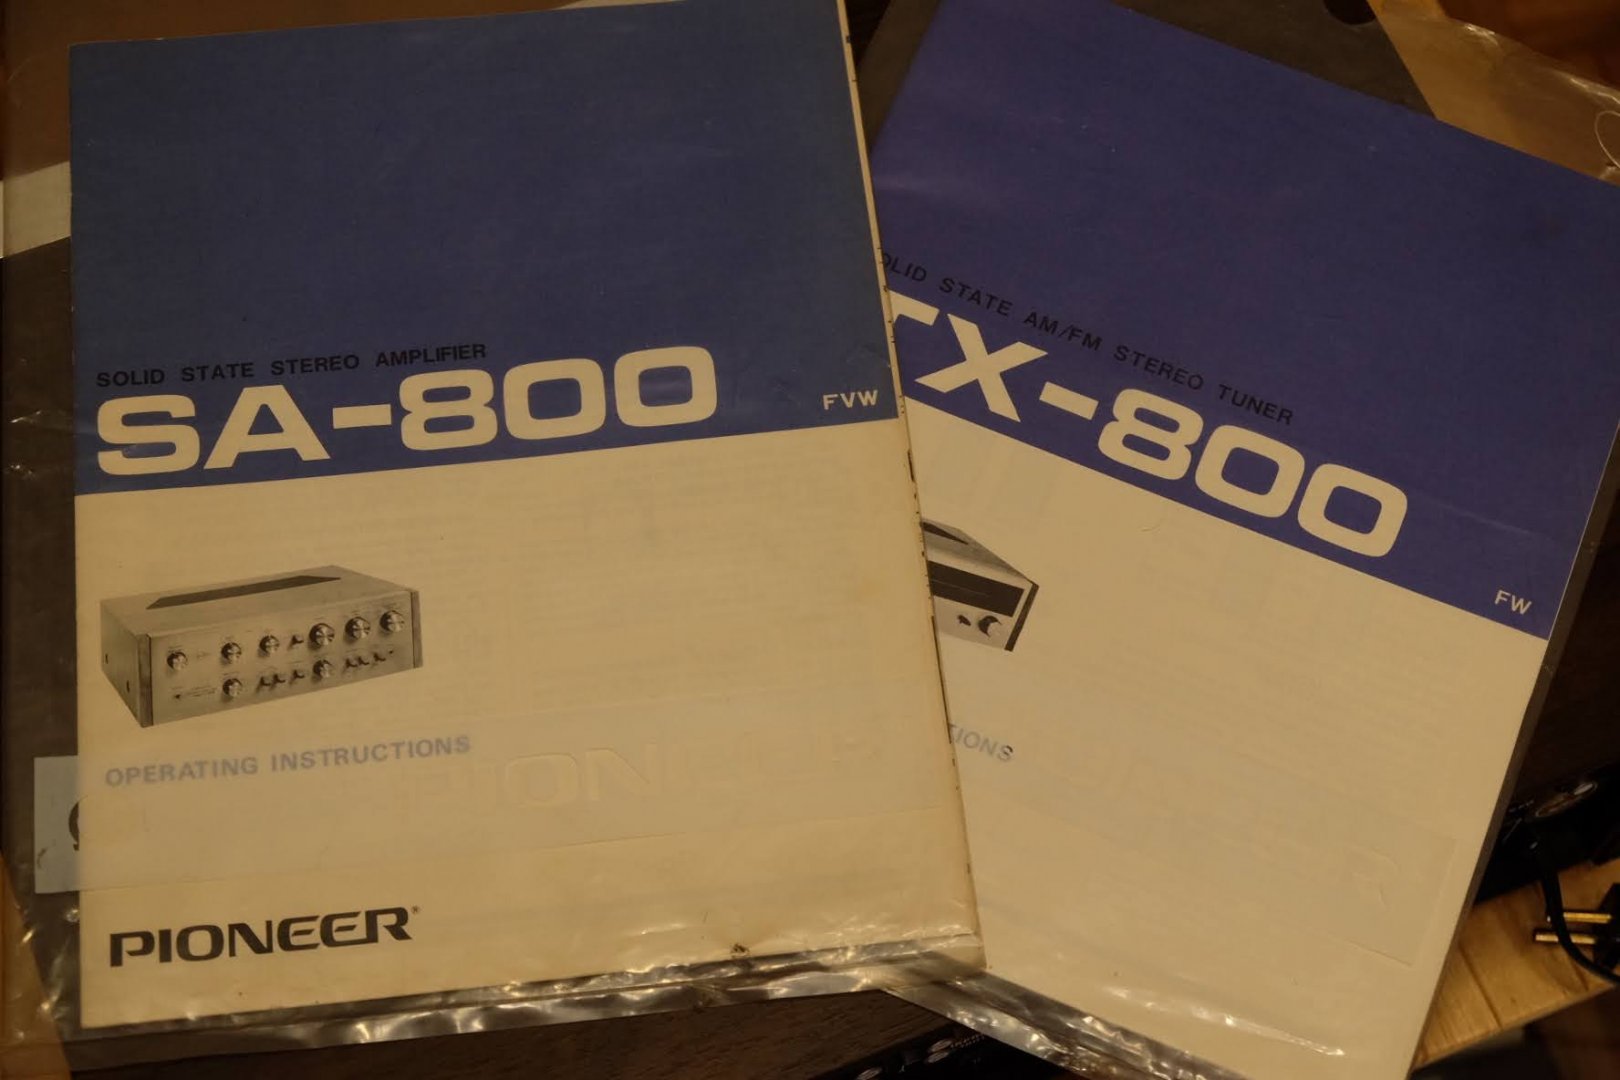 SOLID STATE STEREO AMPLIFIER
SA-800
FVW
OPERATING INSTRUCTIONS
PIONEER®
OLID STATE AM/FM STEREO TUNER
TX-800
FW
TIONS